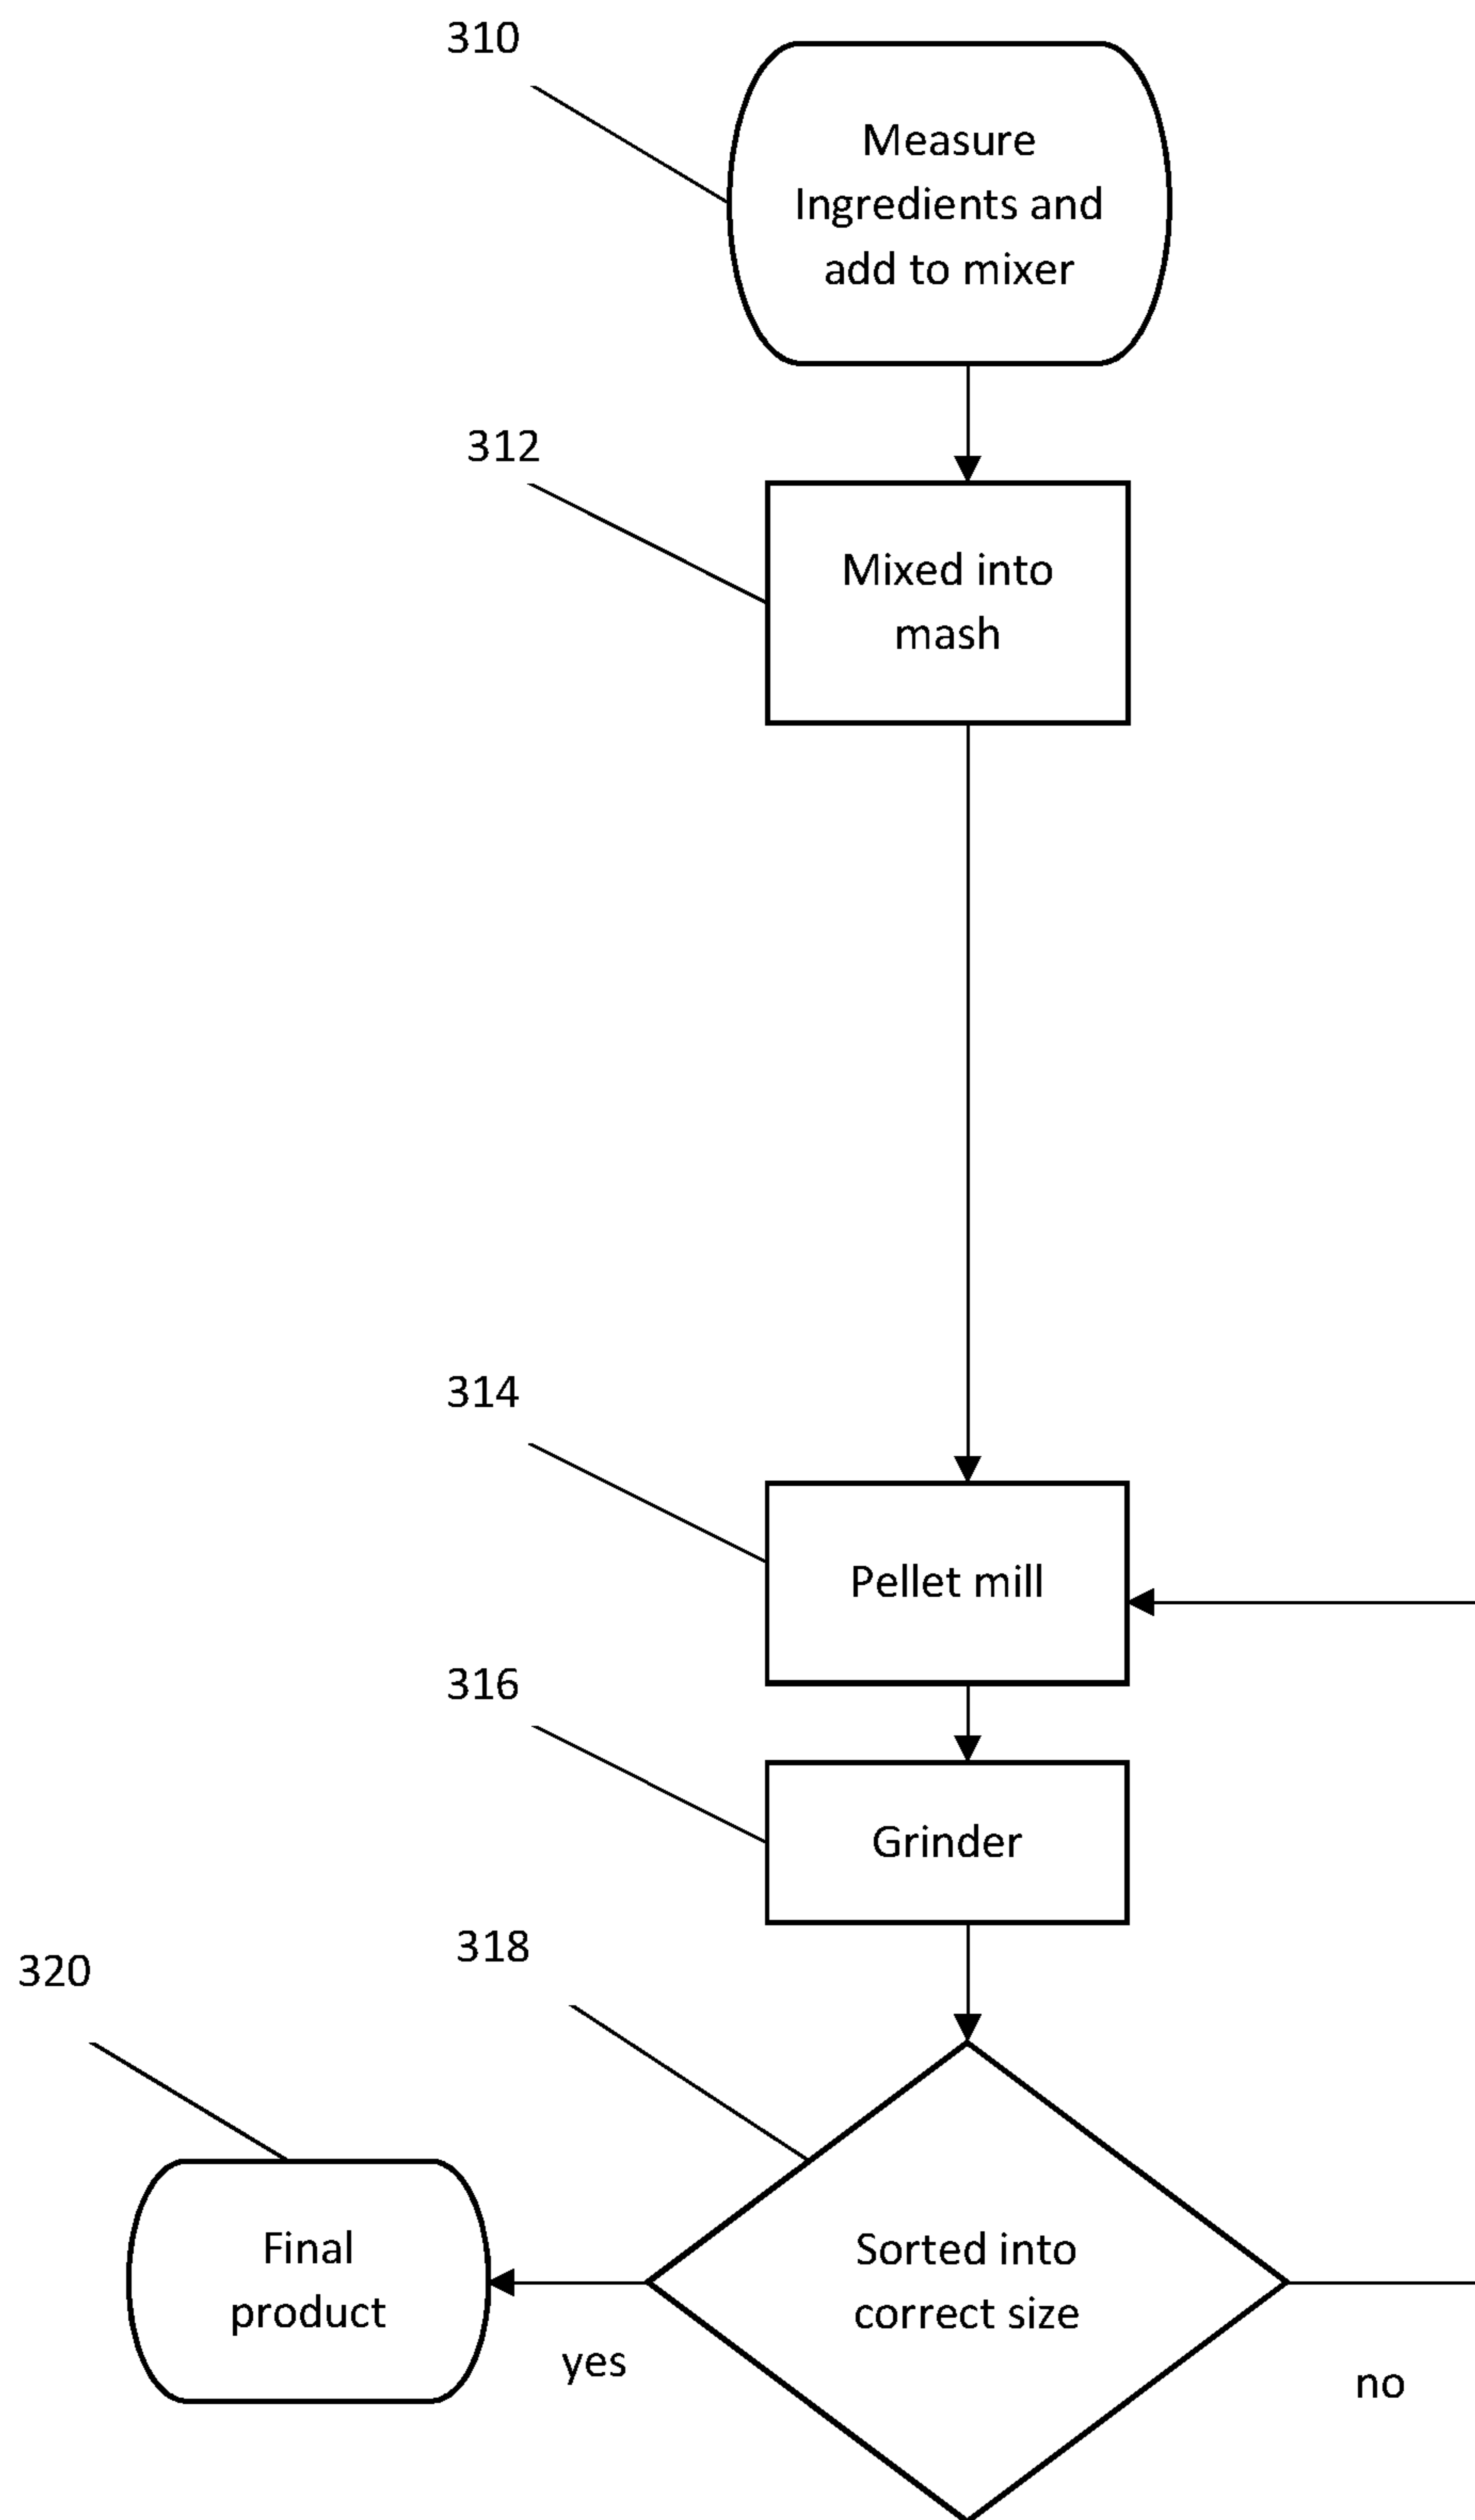 310
Measure
Ingredients and
add to mixer
312
Mixed into
mash
314
Pellet mill
316
Grinder
318
320
Final
product
Sorted into
correct size
yes
no